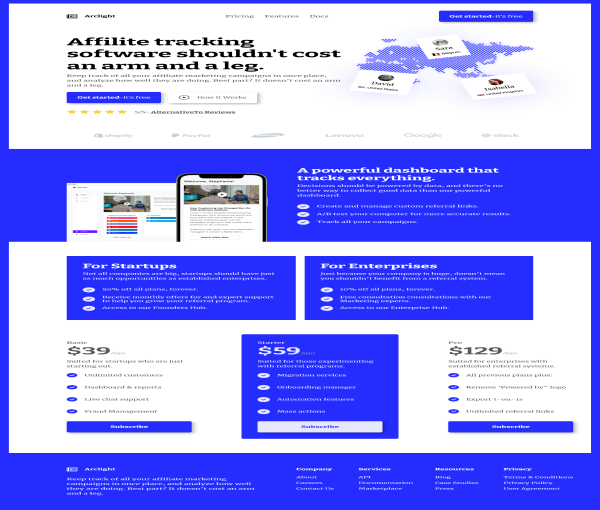 Arclight
Pricing Features Docs
Get started—it's free
Affilite tracking
software shouldn't cost
an arm and a leg.
Keep track of all your affiliate marketing campaigns in once place,
and analyze how well they are doing. Best part? It doesn't cost an arm
and a leg.
Get started—it's free
How it Works
5/5—AlternativeTo Reviews
Sara
Belgium
David
United States
Isabella
United Kingdom
shopify PayPal Lenovo Google slack
A powerful dashboard that
tracks everything.
Decisions should be powered by data, and there's no
better way to collect good data than our powerful
dashboard.
Create and manage custom referral links.
A/B test your computer for more accurate results.
Track all your campaigns.
Welcome, Stephanie!
For Startups
Not all companies are big, startups should have just
as much opportunities as established enterprises.
50% off all plans, forever.
Receive monthly offers for and expert support
to help you grow your referral program.
Access to our Founders Hub.
For Enterprises
Just because your company is huge, doesn't mean
you shouldn't benefit from a referral system.
10% off all plans, forever.
Free consultation consultations with our
Marketing experts.
Access to our Enterprise Hub.
Basic
$39/mo
Suited for startups who are just
starting out.
Unlimited customers
Dashboard & reports
Live chat support
Fraud Management
Subscribe
Starter
$59/mo
Suited for those experimenting
with referral programs.
Migration services
Onboarding manager
Automation features
Mass actions
Subscribe
Pro
$129/mo
Suited for enterprises with
established referral systems.
All previous plans plus:
Remove "Powered by" logo
Expert 1-on-1s
Unlimited referral links
Subscribe
Arclight
Keep track of all your affiliate marketing
campaigns in once place, and analyze how well
they are doing. Best part? It doesn't cost an arm
and a leg.
Company
About
Careers
Contact Us
Services
API
Documentation
Marketplace
Resources
Blog
Case Studies
Press
Privacy
Terms & Conditions
Privacy Policy
User Agreement